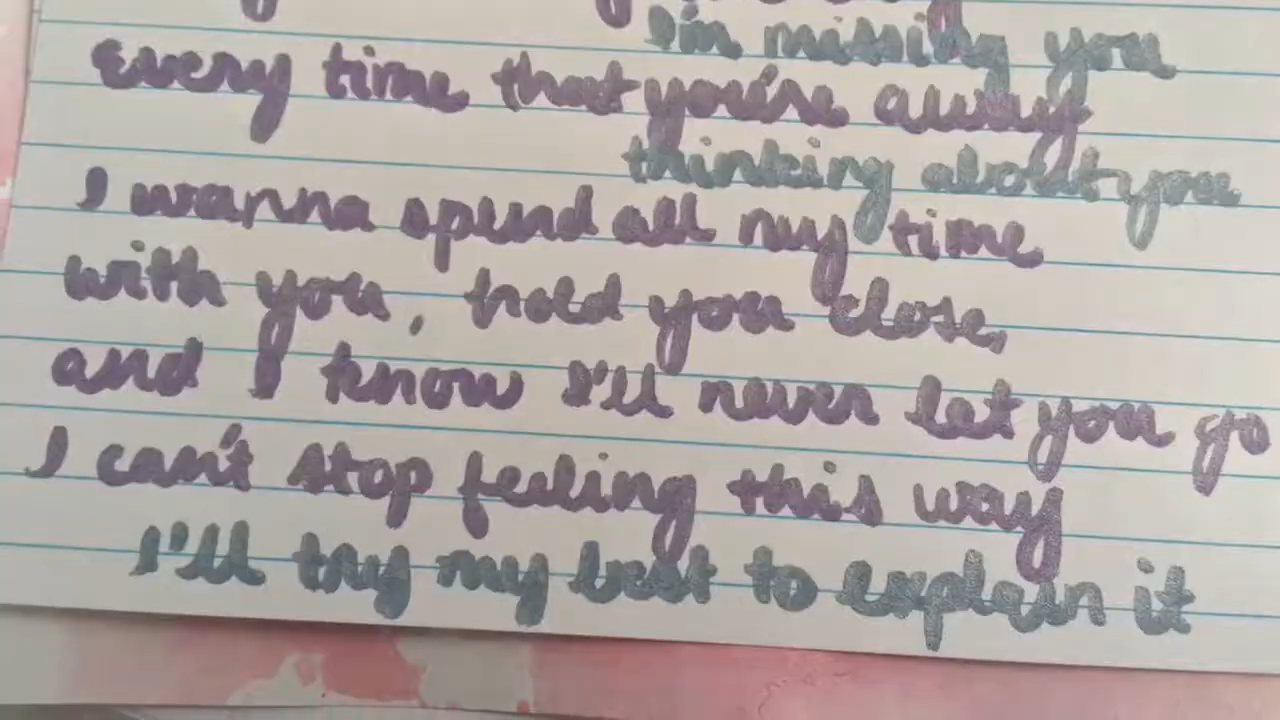 I'm missing you
Every time that you're away
thinking about you
I wanna spend all my time
with you, hold you close,
and I know I'll never let you go
I can't stop feeling this way
I'll try my best to explain it